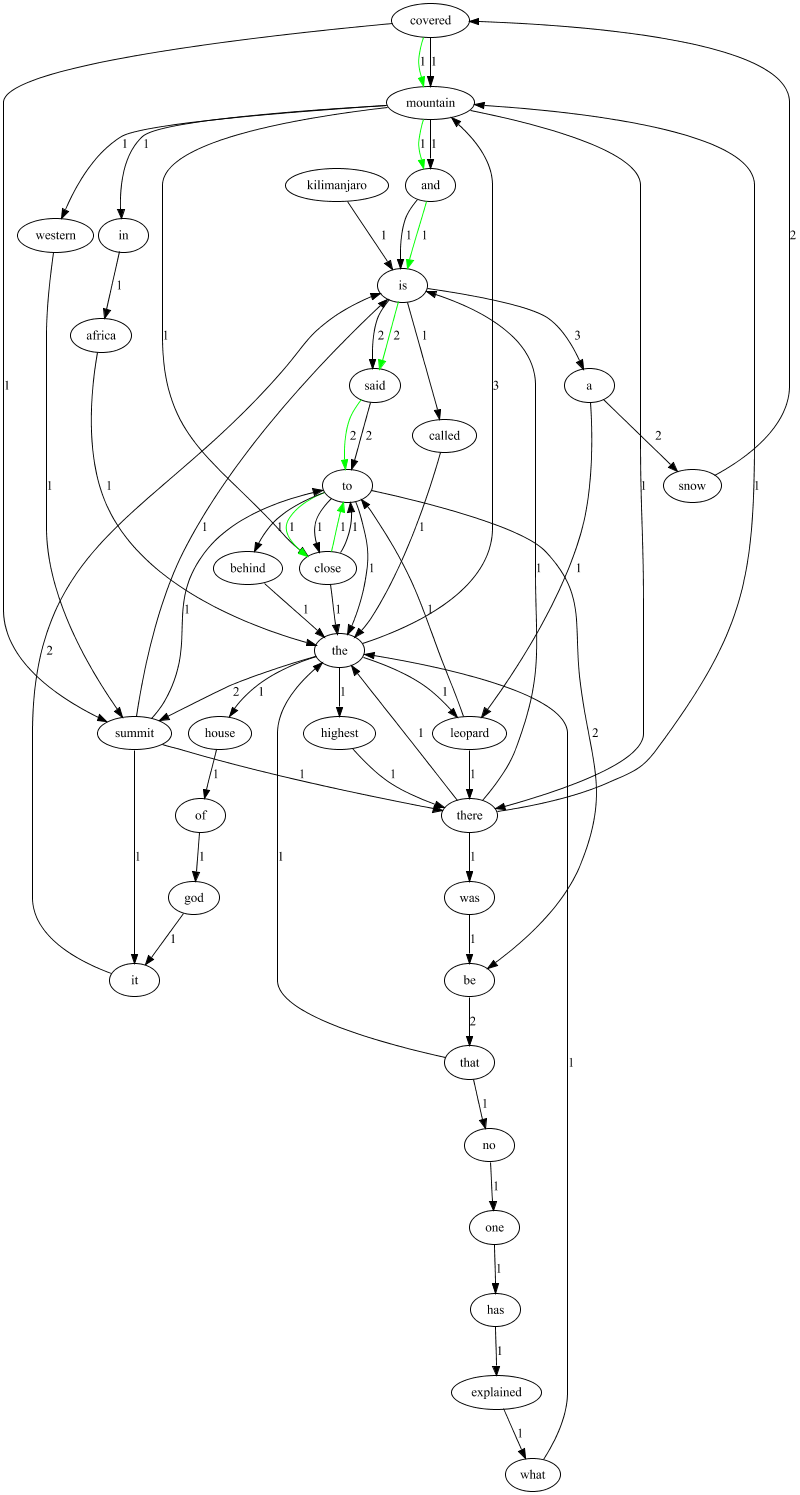 covered
1 1
mountain
1 1 1 1
kilimanjaro and
western in 1 1 1 2
1 is
africa 1 2 2 1 3
said a
1 1 2 2 called 3 2
1 1 to snow 1 1
1 1 1 1 1 1
behind close 1 1 1
1 1 1 1
the
2 2 1 1 1
summit house highest leopard 2
1 1 1 1 1
of there
1 1 1 1
god was
1 1
it be
2
that
1 1
no
1
one
1
has
1
explained
1
what